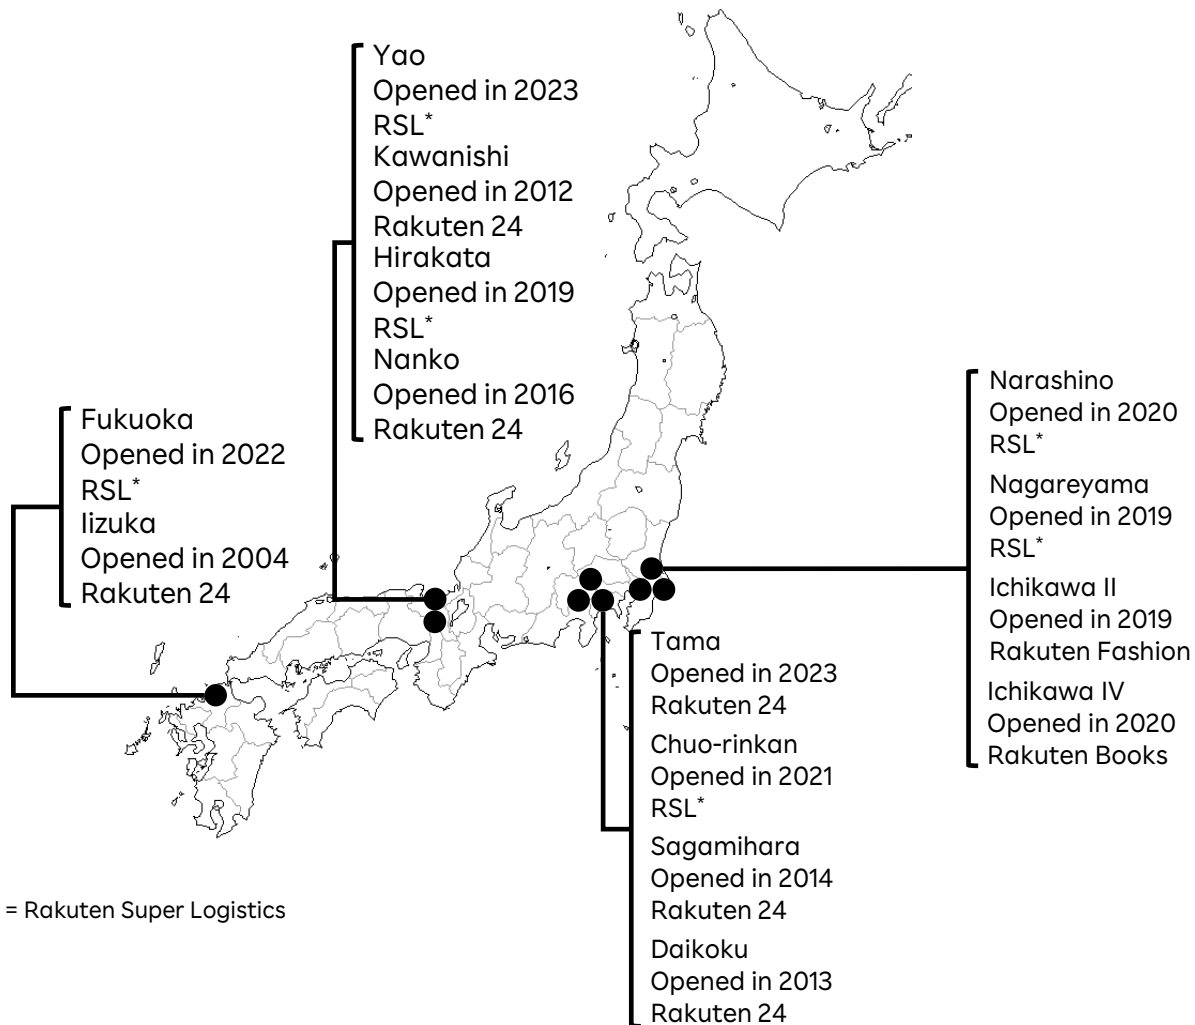 Yao
Opened in 2023
RSL*
Kawanishi
Opened in 2012
Rakuten 24
Hirakata
Opened in 2019
RSL*
Nanko
Opened in 2016
Rakuten 24
Fukuoka
Opened in 2022
RSL*
Iizuka
Opened in 2004
Rakuten 24
Narashino
Opened in 2020
RSL*
Nagareyama
Opened in 2019
RSL*
Ichikawa II
Opened in 2019
Rakuten Fashion
Ichikawa IV
Opened in 2020
Rakuten Books
Tama
Opened in 2023
Rakuten 24
Chuo-rinkan
Opened in 2021
RSL*
Sagamihara
Opened in 2014
Rakuten 24
Daikoku
Opened in 2013
Rakuten 24
= Rakuten Super Logistics